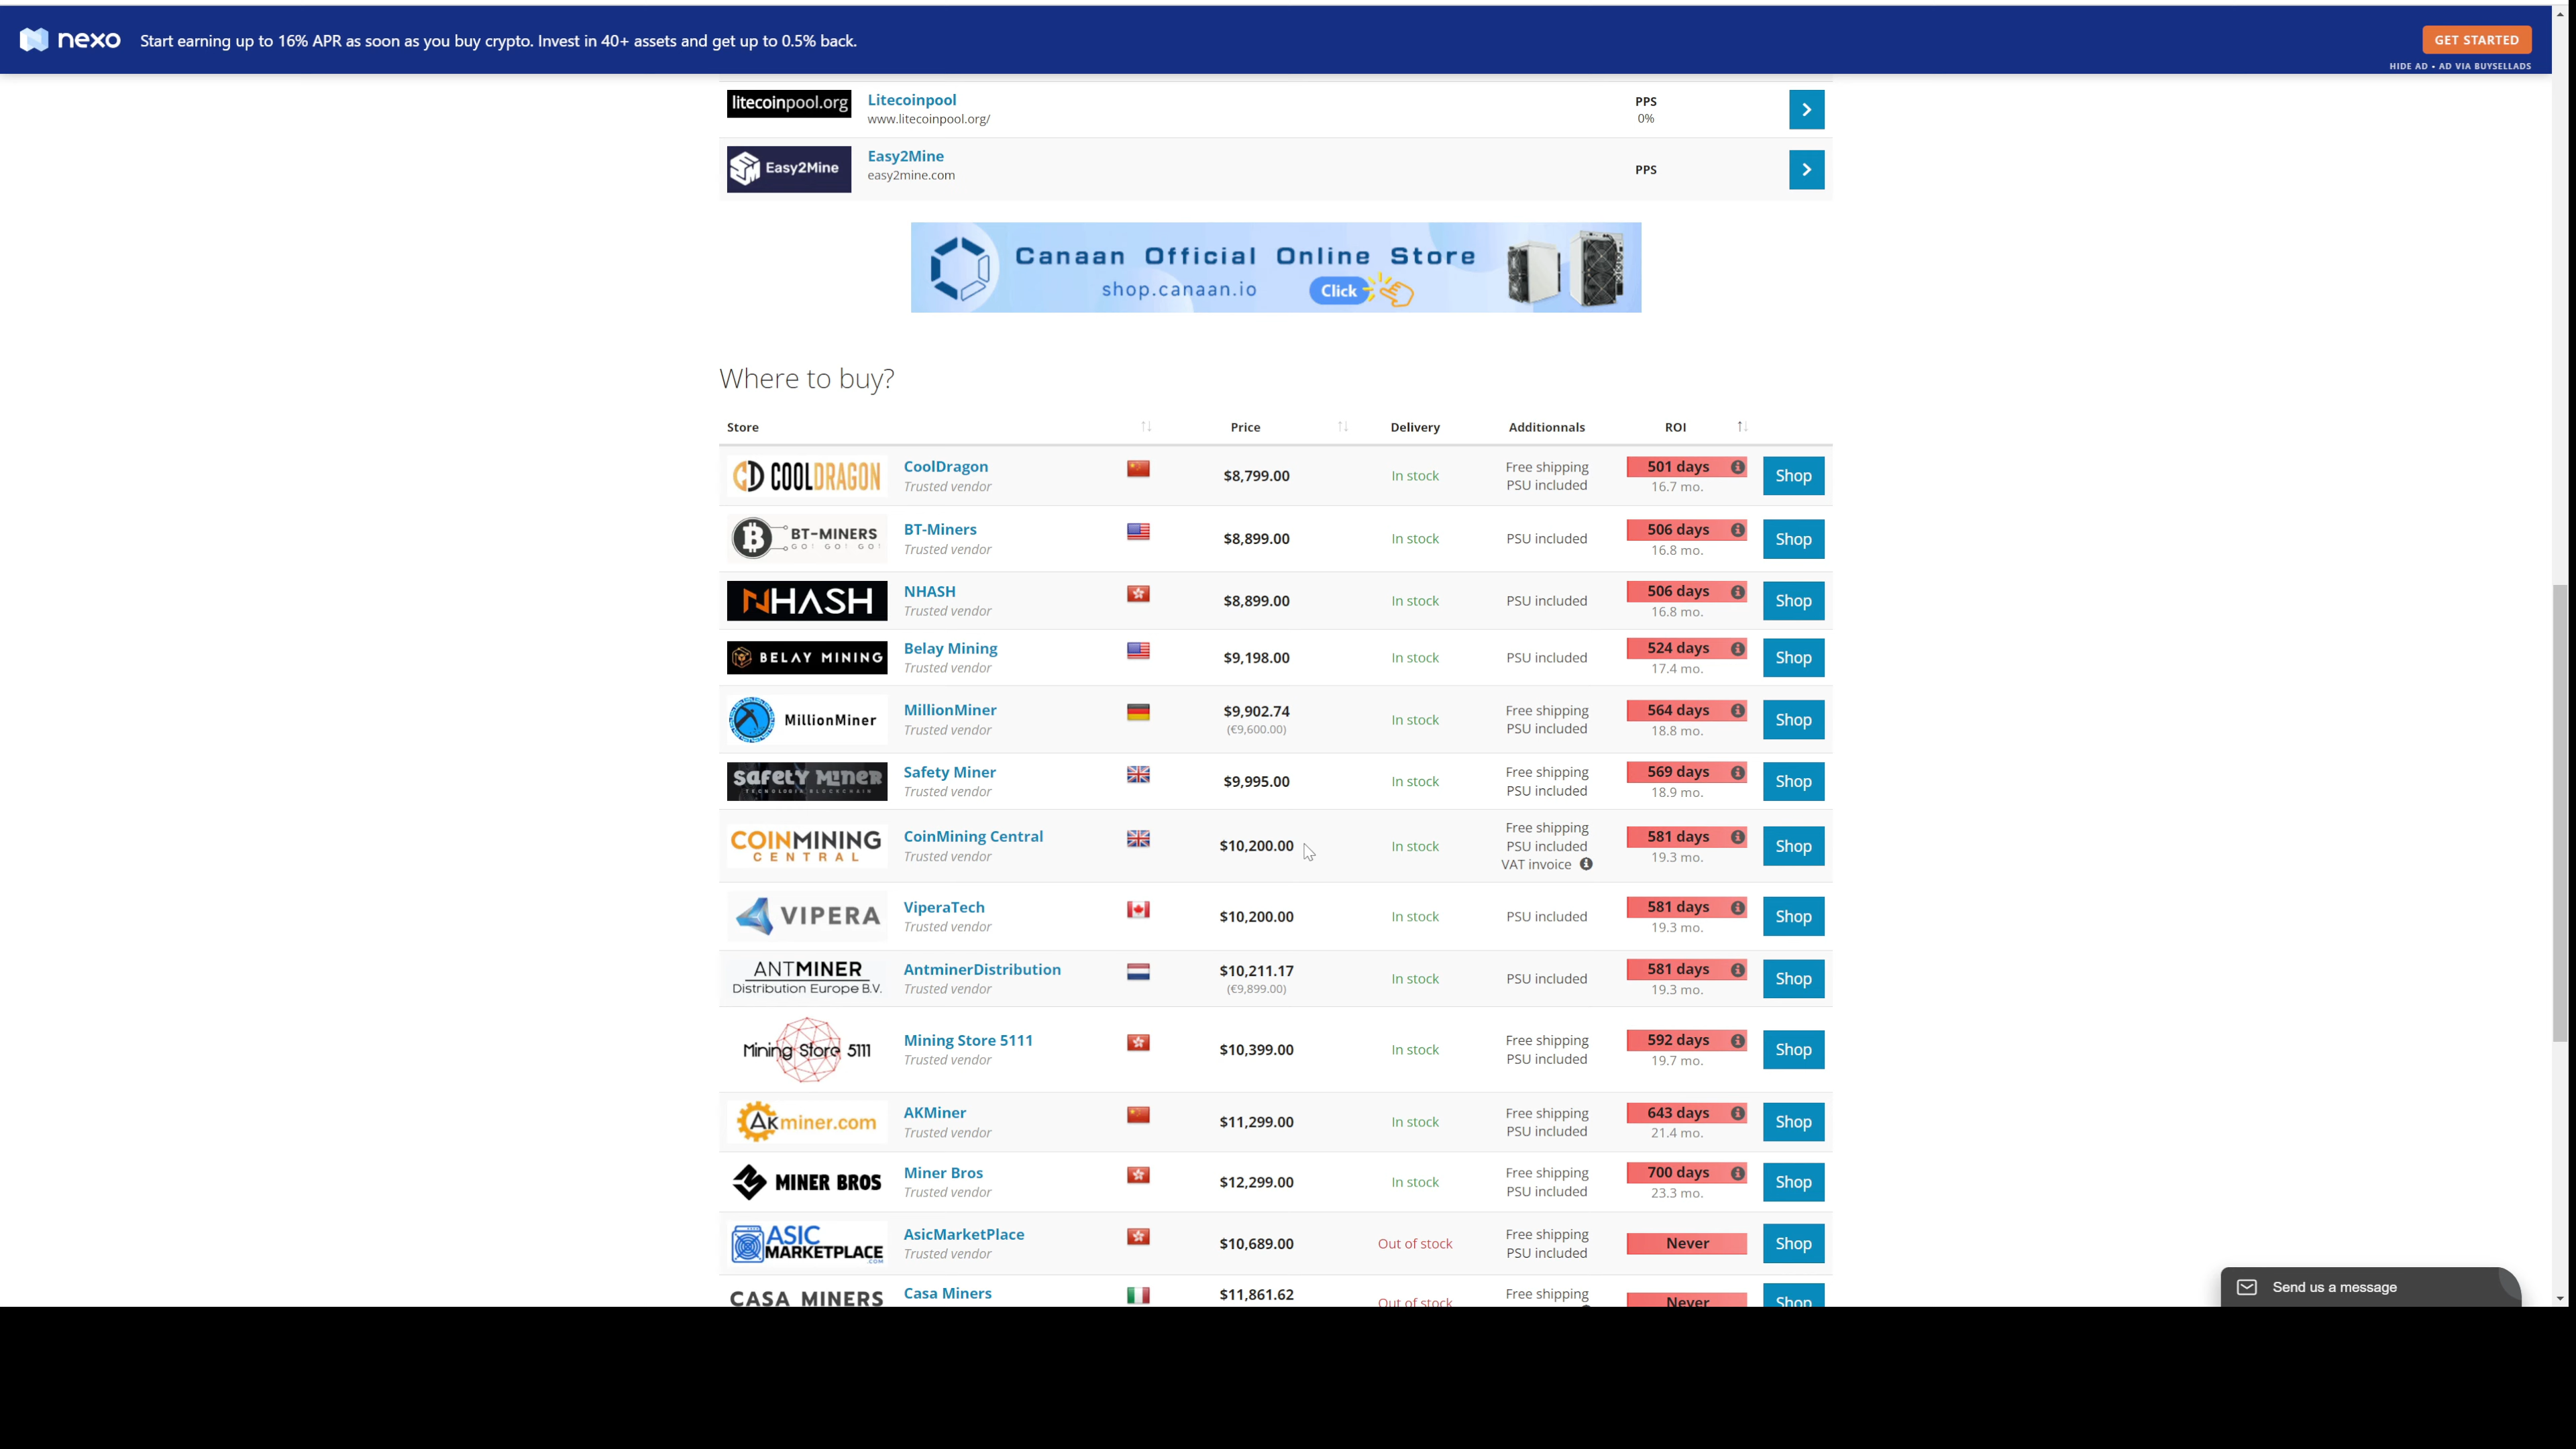 nexo Start earning up to 16% APR as soon as you buy crypto. Invest in 40+ assets and get up to 0.5% back. GET STARTED
HIDE AD • AD VIA BUYSELLADS
litecoinpool.org Litecoinpool PPS
www.litecoinpool.org/ 0%
Easy2Mine Easy2Mine PPS
easy2mine.com
Canaan Official Online Store
shop.canaan.io Click
Where to buy?
Store Price Delivery Additionnals ROI
COOLDRAGON CoolDragon $8,799.00 In stock Free shipping 501 days Shop
Trusted vendor PSU included 16.7 mo.
BT-MINERS BT-Miners $8,899.00 In stock PSU included 506 days Shop
GO! GO! GO! Trusted vendor 16.8 mo.
NHASH NHASH $8,899.00 In stock PSU included 506 days Shop
Trusted vendor 16.8 mo.
BELAY MINING Belay Mining $9,198.00 In stock PSU included 524 days Shop
Trusted vendor 17.4 mo.
MillionMiner MillionMiner $9,902.74 In stock Free shipping 564 days Shop
Trusted vendor (€9,600.00) PSU included 18.8 mo.
SAFETY MINER Safety Miner $9,995.00 In stock Free shipping 569 days Shop
TECNOLOGIA BLOCKCHAIN Trusted vendor PSU included 18.9 mo.
COINMINING CoinMining Central $10,200.00 In stock Free shipping 581 days Shop
CENTRAL Trusted vendor PSU included 19.3 mo.
VAT invoice
VIPERA ViperaTech $10,200.00 In stock PSU included 581 days Shop
Trusted vendor 19.3 mo.
ANTMINER AntminerDistribution $10,211.17 In stock PSU included 581 days Shop
Distribution Europe B.V. Trusted vendor (€9,899.00) 19.3 mo.
Mining Store 5111 Mining Store 5111 $10,399.00 In stock Free shipping 592 days Shop
Trusted vendor PSU included 19.7 mo.
AKminer.com AKMiner $11,299.00 In stock Free shipping 643 days Shop
Trusted vendor PSU included 21.4 mo.
MINER BROS Miner Bros $12,299.00 In stock Free shipping 700 days Shop
Trusted vendor PSU included 23.3 mo.
ASIC AsicMarketPlace $10,689.00 Out of stock Free shipping Never Shop
MARKETPLACE .COM Trusted vendor PSU included
CASA MINERS Casa Miners $11,861.62 Out of stock Free shipping Never Shop
Send us a message